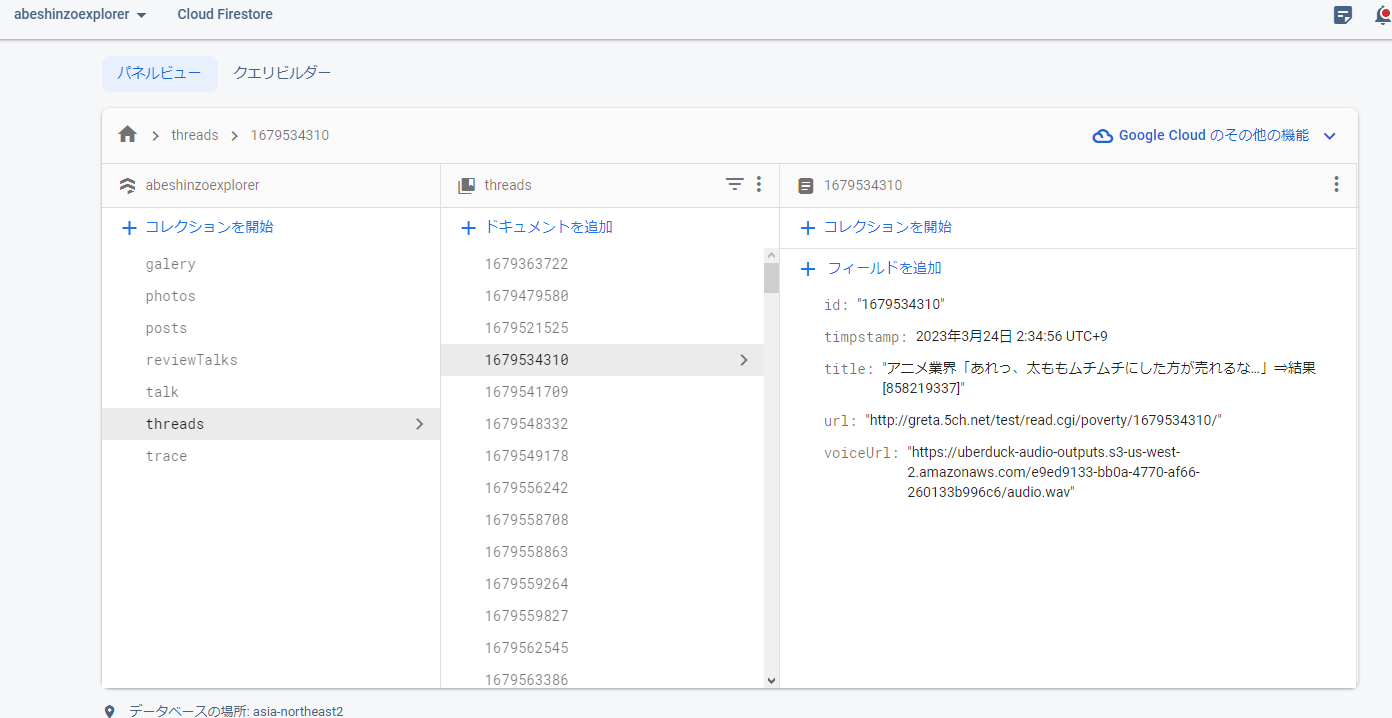 abeshinzoexplorer Cloud Firestore
パネルビュー クエリビルダー
threads 1679534310
Google Cloud のその他の機能
abeshinzoexplorer
threads
1679534310
コレクションを開始
galery
photos
posts
reviewTalks
talk
threads
trace
ドキュメントを追加
1679363722
1679479580
1679521525
1679534310
1679541709
1679548332
1679549178
1679556242
1679558708
1679558863
1679559264
1679559827
1679562545
1679563386
コレクションを開始
フィールドを追加
id: "1679534310"
timpstamp: 2023年3月24日 2:34:56 UTC+9
title: "アニメ業界「あれっ、太ももムチムチにした方が売れるな…」⇒結果
[858219337]"
url: "http://greta.5ch.net/test/read.cgi/poverty/1679534310/"
voiceUrl: "https://uberduck-audio-outputs.s3-us-west-
2.amazonaws.com/e9ed9133-bb0a-4770-af66-
260133b996c6/audio.wav"
データベースの場所: asia-northeast2